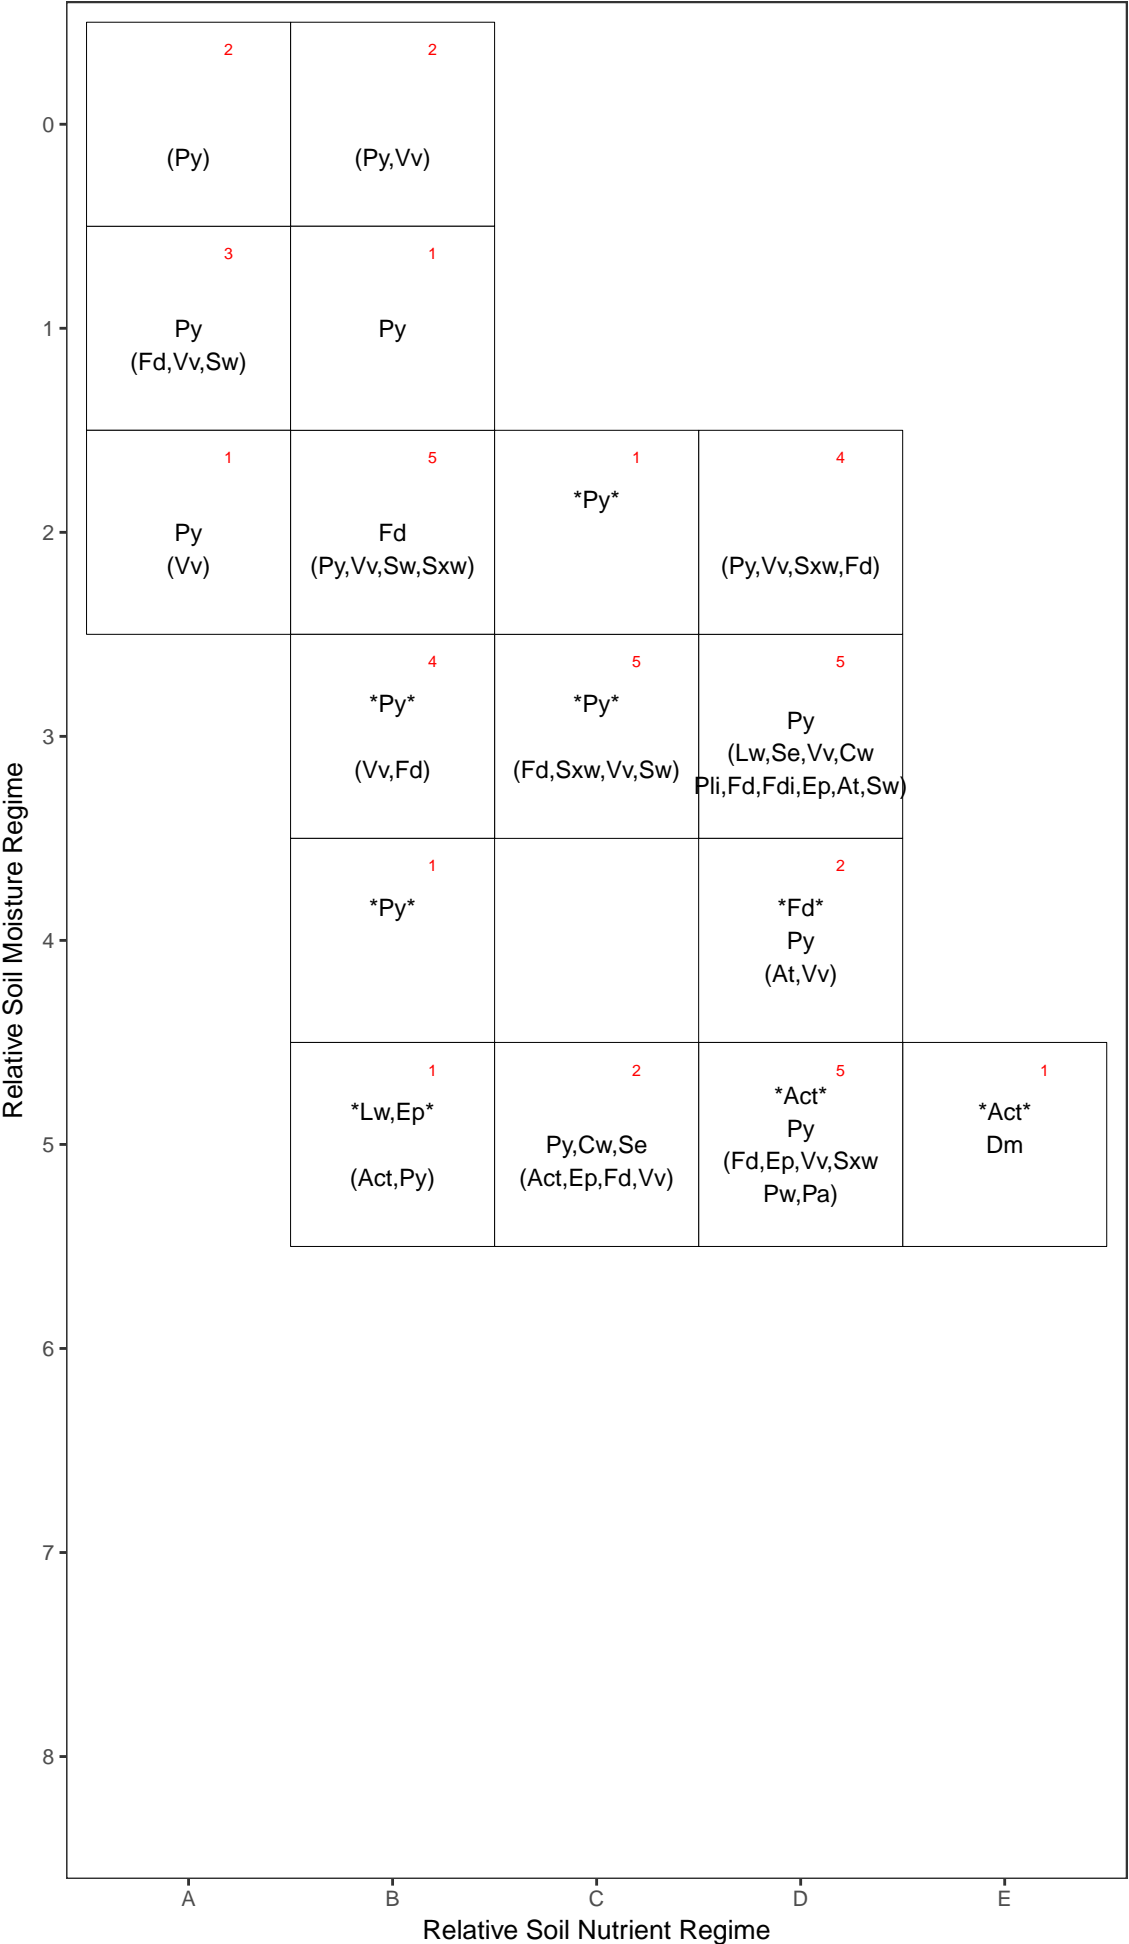 2
2
0
(Py)
(Py,Vv)
3
1
1
Py
Py
(Fd,Vv,Sw)
1
5
1
4
*Py*
2
Py
Fd
(Vv)
(Py,Vv,Sw,Sxw)
(Py,Vv,Sxw,Fd)
4
5
5
*Py*
*Py*
Py
3
(Lw,Se,Vv,Cw
(Vv,Fd)
(Fd,Sxw,Vv,Sw)
Pli,Fd,Fdi,Ep,At,Sw)
1
2
*Py*
*Fd*
4
Py
(At,Vv)
1
2
5
1
*Lw,Ep*
*Act*
*Act*
Py
5
Py,Cw,Se
Dm
(Act,Py)
(Act,Ep,Fd,Vv)
(Fd,Ep,Vv,Sxw
Pw,Pa)
6
7
8
Relative Soil Moisture Regime
A
B
C
D
E
Relative Soil Nutrient Regime